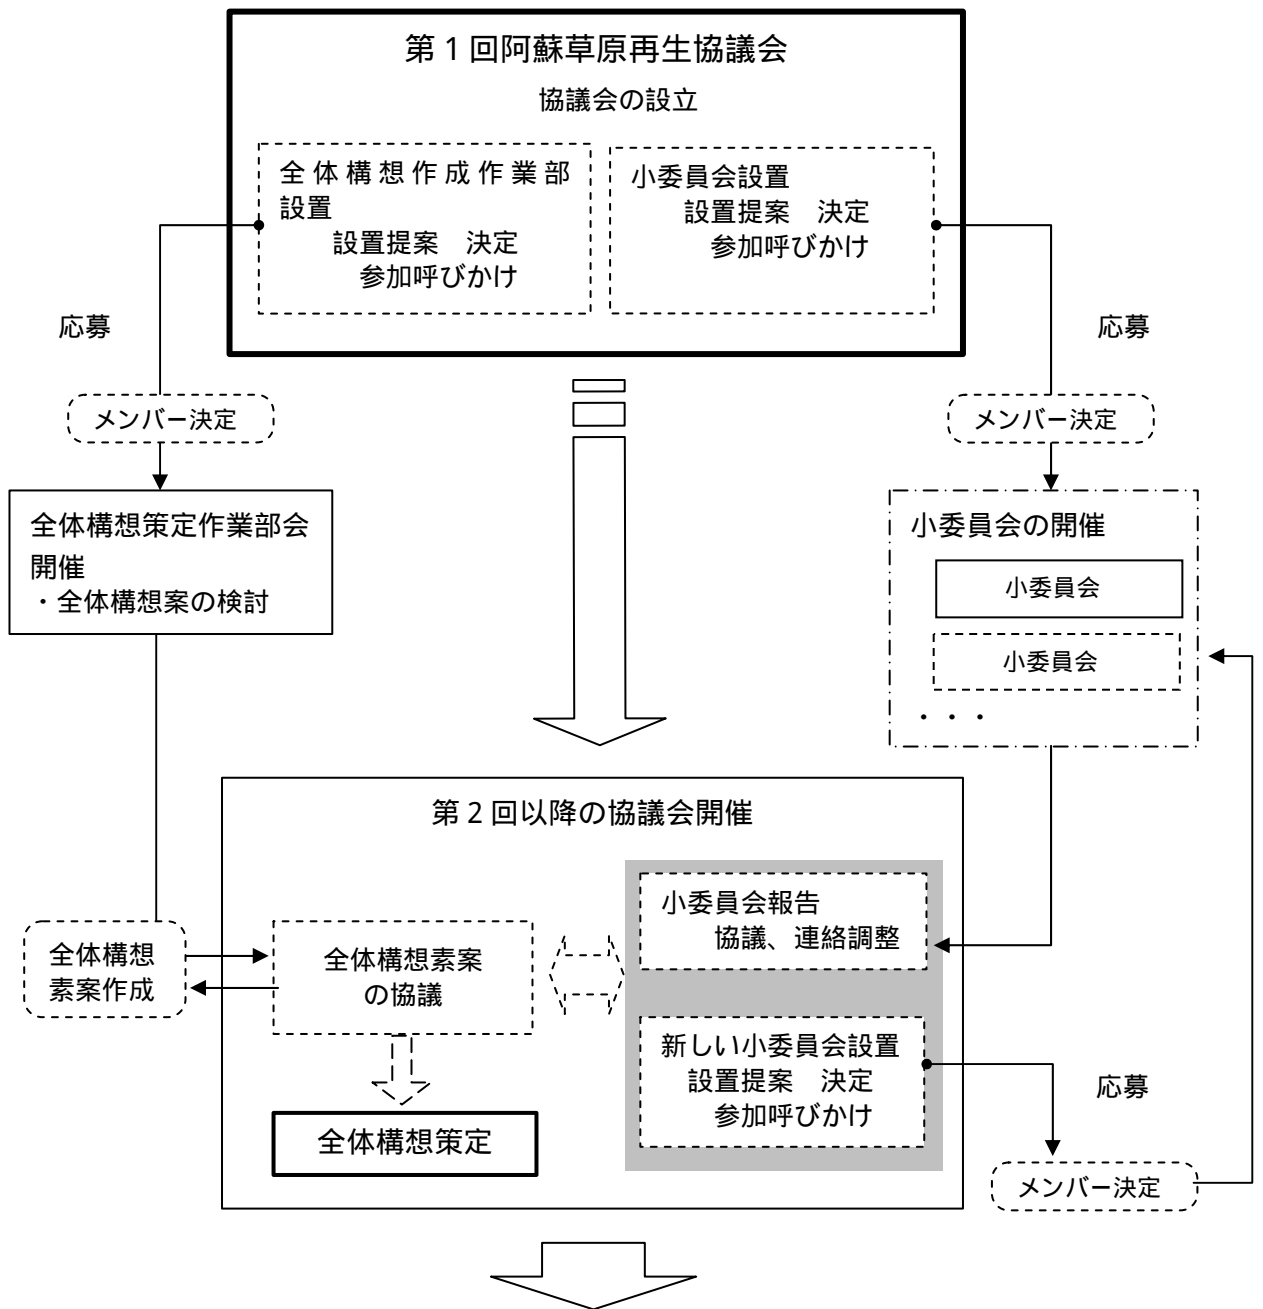 第1回阿蘇草原再生協議会
協議会の設立
全体構想作成作業部
設置
設置提案　決定
参加呼びかけ
小委員会設置
設置提案　決定
参加呼びかけ
応募
応募
メンバー決定
メンバー決定
全体構想策定作業部会
開催
・全体構想案の検討
小委員会の開催
小委員会
小委員会
・・・
第2回以降の協議会開催
小委員会報告
協議、連絡調整
全体構想
素案作成
全体構想素案
の協議
新しい小委員会設置
設置提案　決定
参加呼びかけ
応募
全体構想策定
メンバー決定